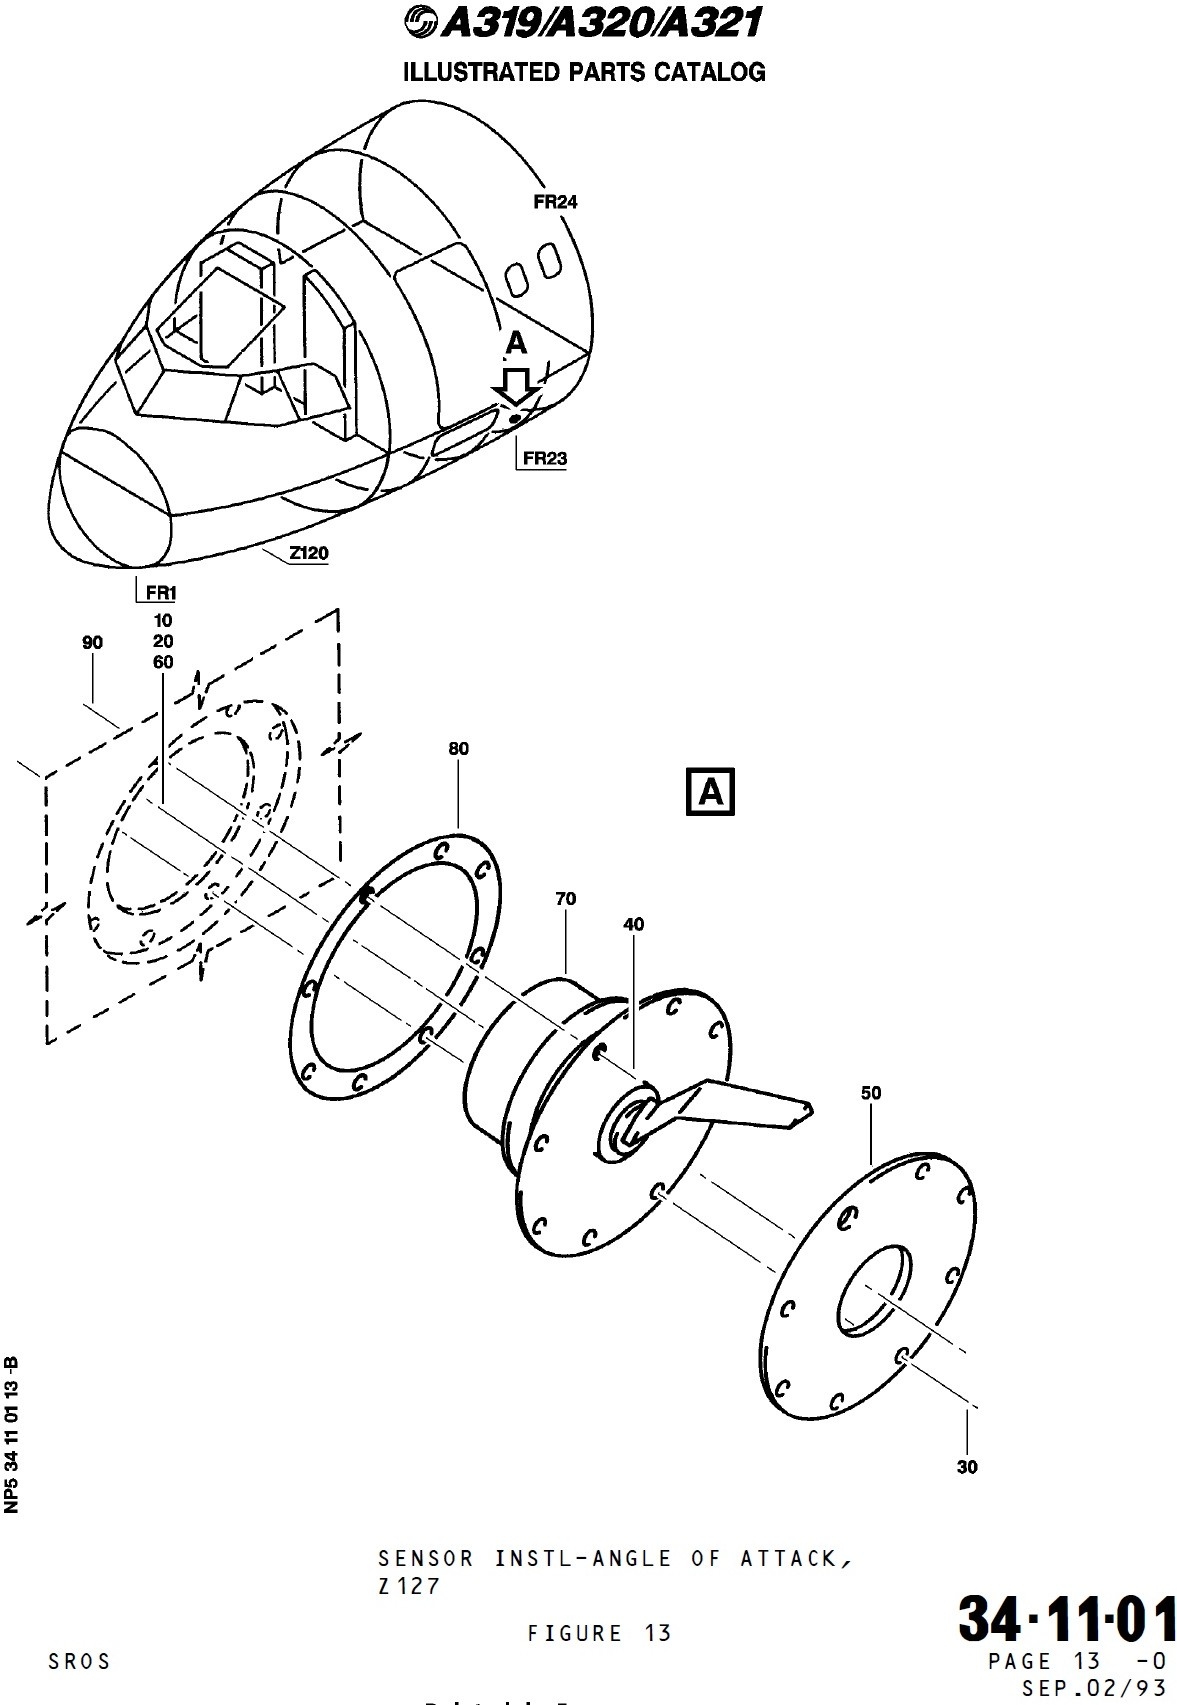 A319/A320/A321
ILLUSTRATED PARTS CATALOG
FR24
A
FR23
Z120
FR1
10
20
60
90
80
A
70
40
50
30
NP5 34 11 01 13 -B
SENSOR INSTL-ANGLE OF ATTACK,
Z127
FIGURE 13
34-11-01
SROS
PAGE 13 -0
SEP.02/93